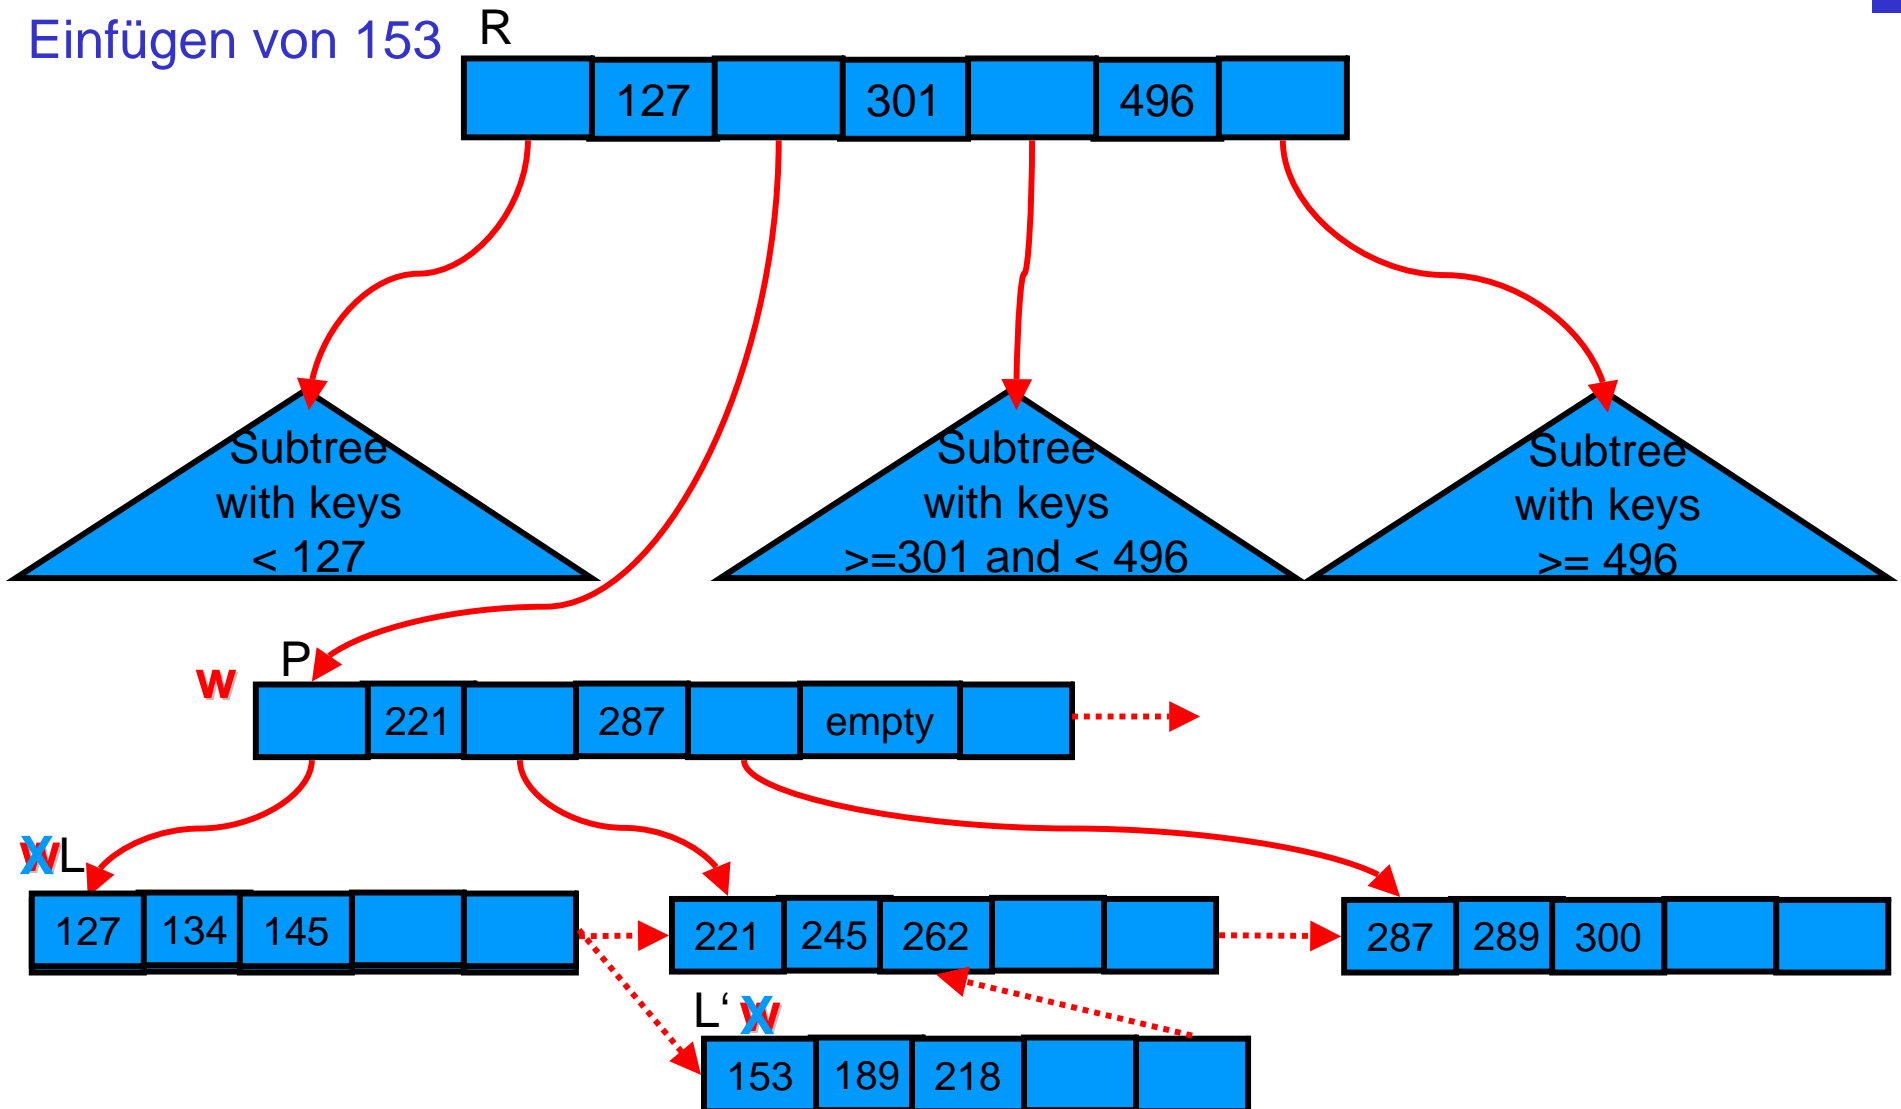 Einfügen von 153
R
127 301 496
Subtree
with keys
< 127
Subtree
with keys
>=301 and < 496
Subtree
with keys
>= 496
w P
221 287 empty
w X L
127 134 145
221 245 262
287 289 300
L‘ w X
153 189 218